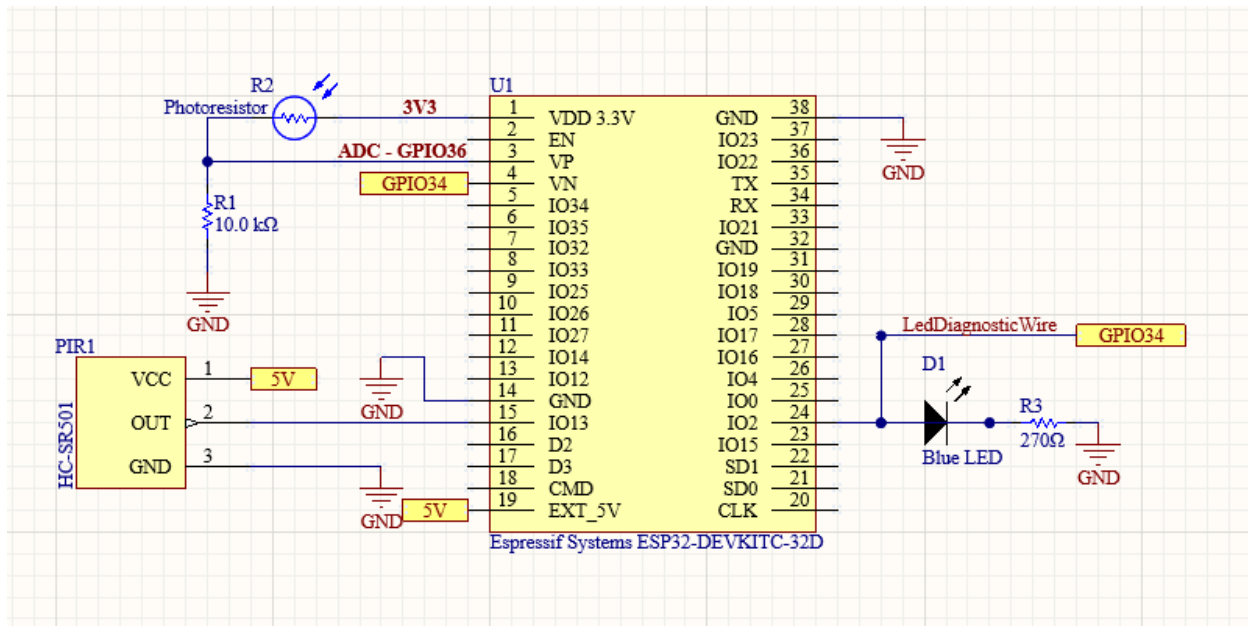 R2
Photoresistor
3V3
ADC - GPIO36
GPIO34
R1
10.0 kΩ
GND
PIR1
HC-SR501
VCC 1
5V
OUT 2
GND 3
GND
GND
5V
U1
1 VDD 3.3V
2 EN
3 VP
4 VN
5 IO34
6 IO35
7 IO32
8 IO33
9 IO25
10 IO26
11 IO27
12 IO14
13 IO12
14 GND
15 IO13
16 D2
17 D3
18 CMD
19 EXT_5V
GND 38
IO23 37
IO22 36
TX 35
RX 34
IO21 33
GND 32
IO19 31
IO18 30
IO5 29
IO17 28
IO16 27
IO4 26
IO0 25
IO2 24
IO15 23
SD1 22
SD0 21
CLK 20
Espressif Systems ESP32-DEVKITC-32D
GND
LedDiagnosticWire
GPIO34
D1
Blue LED
R3
270Ω
GND